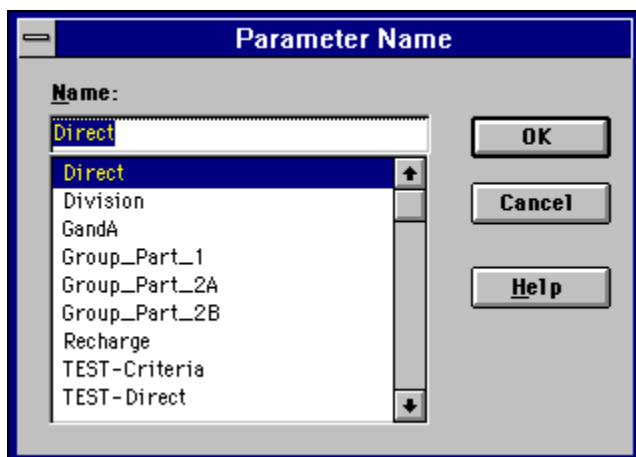 Parameter Name
Name:
Direct
OK
Direct
Division
Cancel
GandA
Group_Part_1
Group_Part_2A
Help
Group_Part_2B
Recharge
TEST-Criteria
TEST-Direct